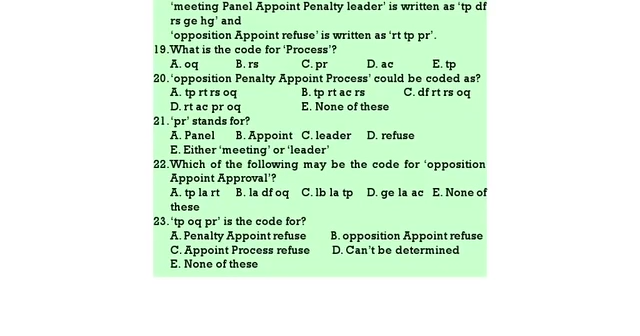 ‘meeting Panel Appoint Penalty leader’ is written as ‘tp df
rs ge hg’ and
‘opposition Appoint refuse’ is written as ‘rt tp pr’.
19.What is the code for ‘Process’?
A. oq B. rs C. pr D. ac E. tp
20.‘opposition Penalty Appoint Process’ could be coded as?
A. tp rt rs oq B. tp rt ac rs C. df rt rs oq
D. rt ac pr oq E. None of these
21.‘pr’ stands for?
A. Panel B. Appoint C. leader D. refuse
E. Either ‘meeting’ or ‘leader’
22.Which of the following may be the code for ‘opposition
Appoint Approval’?
A. tp la rt B. la df oq C. lb la tp D. ge la ac E. None of
these
23.‘tp oq pr’ is the code for?
A. Penalty Appoint refuse B. opposition Appoint refuse
C. Appoint Process refuse D. Can’t be determined
E. None of these